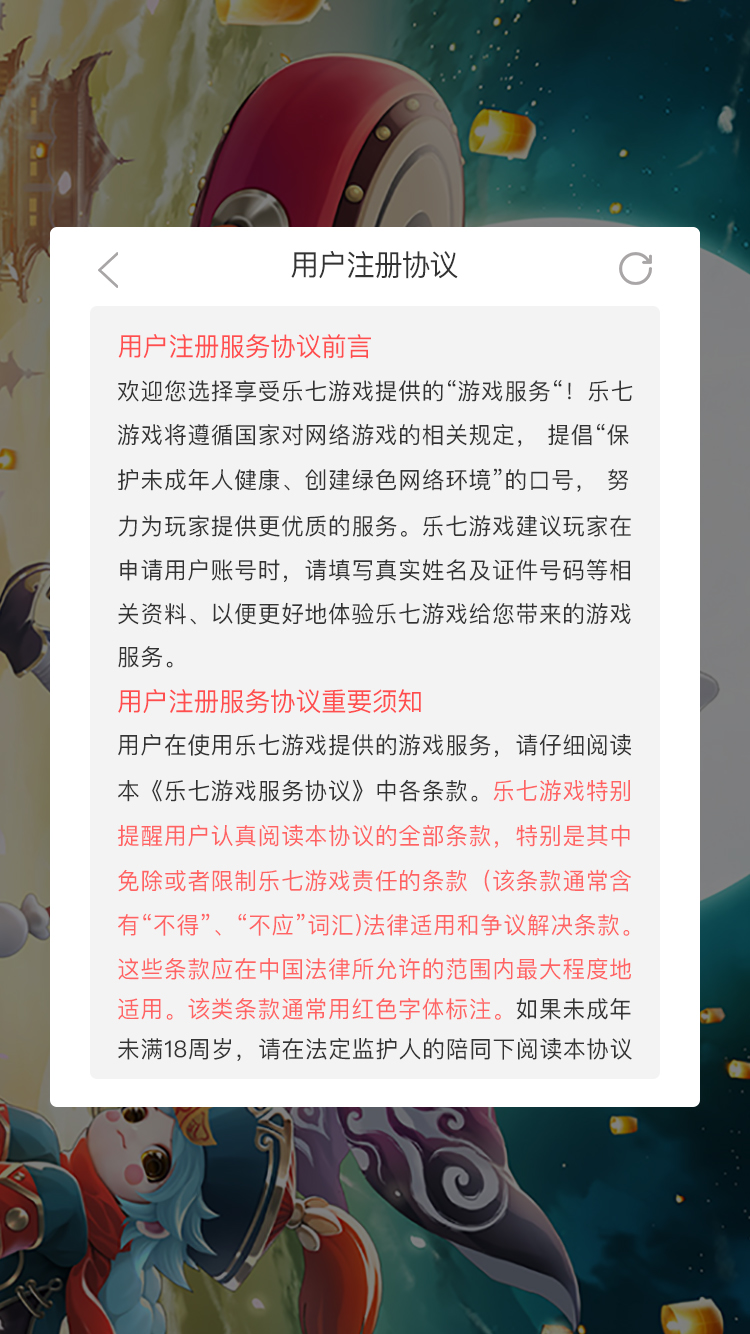 用户注册协议
用户注册服务协议前言
欢迎您选择享受乐七游戏提供的“游戏服务“！乐七
游戏将遵循国家对网络游戏的相关规定， 提倡“保
护未成年人健康、创建绿色网络环境”的口号， 努
力为玩家提供更优质的服务。乐七游戏建议玩家在
申请用户账号时，请填写真实姓名及证件号码等相
关资料、以便更好地体验乐七游戏给您带来的游戏
服务。
用户注册服务协议重要须知
用户在使用乐七游戏提供的游戏服务，请仔细阅读
本《乐七游戏服务协议》中各条款。乐七游戏特别
提醒用户认真阅读本协议的全部条款，特别是其中
免除或者限制乐七游戏责任的条款（该条款通常含
有“不得”、“不应”词汇)法律适用和争议解决条款。
这些条款应在中国法律所允许的范围内最大程度地
适用。该类条款通常用红色字体标注。如果未成年
未满18周岁，请在法定监护人的陪同下阅读本协议